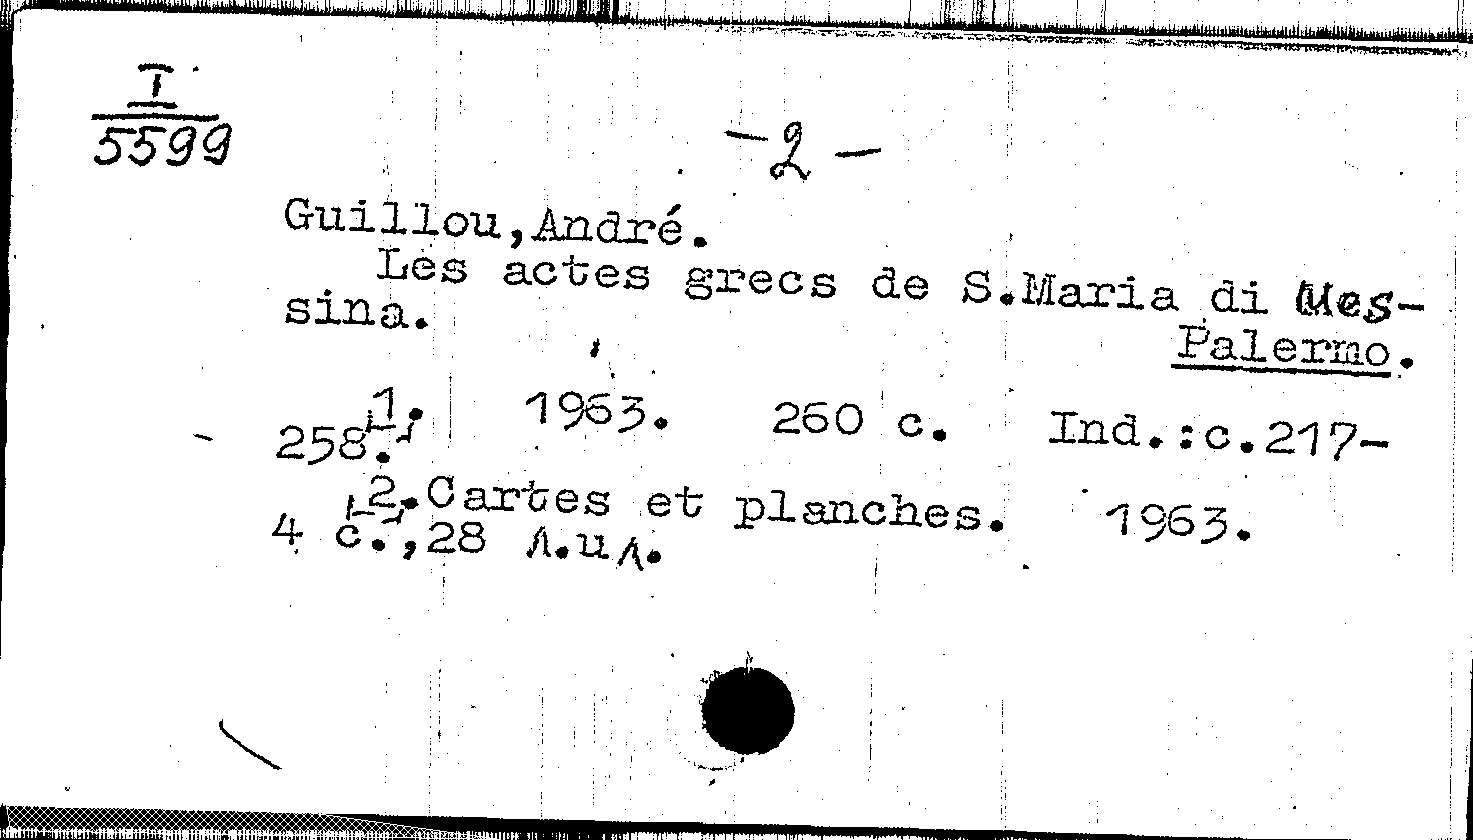 I
5599
- 2 -
Guillou,André.
Les actes grecs de S.Maria di Mes-
sina.
Palermo.
1. 1963. 260 c. Ind.:c.217-
258.
2.Cartes et planches. 1963.
4 c.,28 л.ил.